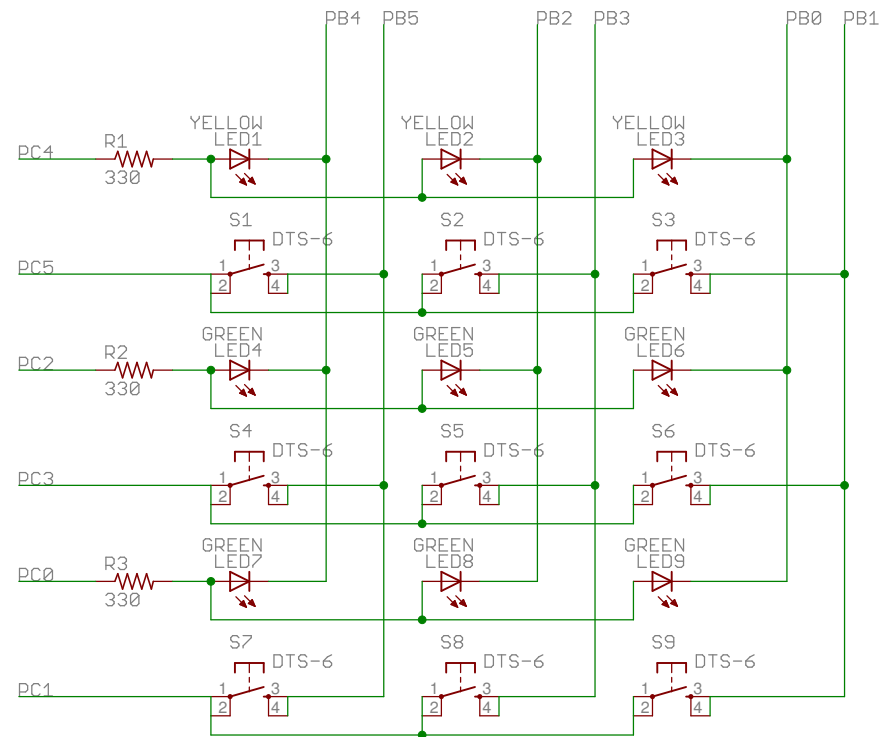 PB4 PB5 PB2 PB3 PB0 PB1
YELLOW YELLOW YELLOW
LED1 LED2 LED3
R1
PC4
330
S1 S2 S3
DTS-6 DTS-6 DTS-6
PC5
1 3 1 3 1 3
2 4 2 4 2 4
GREEN GREEN GREEN
LED4 LED5 LED6
R2
PC2
330
S4 S5 S6
DTS-6 DTS-6 DTS-6
PC3
1 3 1 3 1 3
2 4 2 4 2 4
GREEN GREEN GREEN
LED7 LED8 LED9
R3
PC0
330
S7 S8 S9
DTS-6 DTS-6 DTS-6
PC1
1 3 1 3 1 3
2 4 2 4 2 4